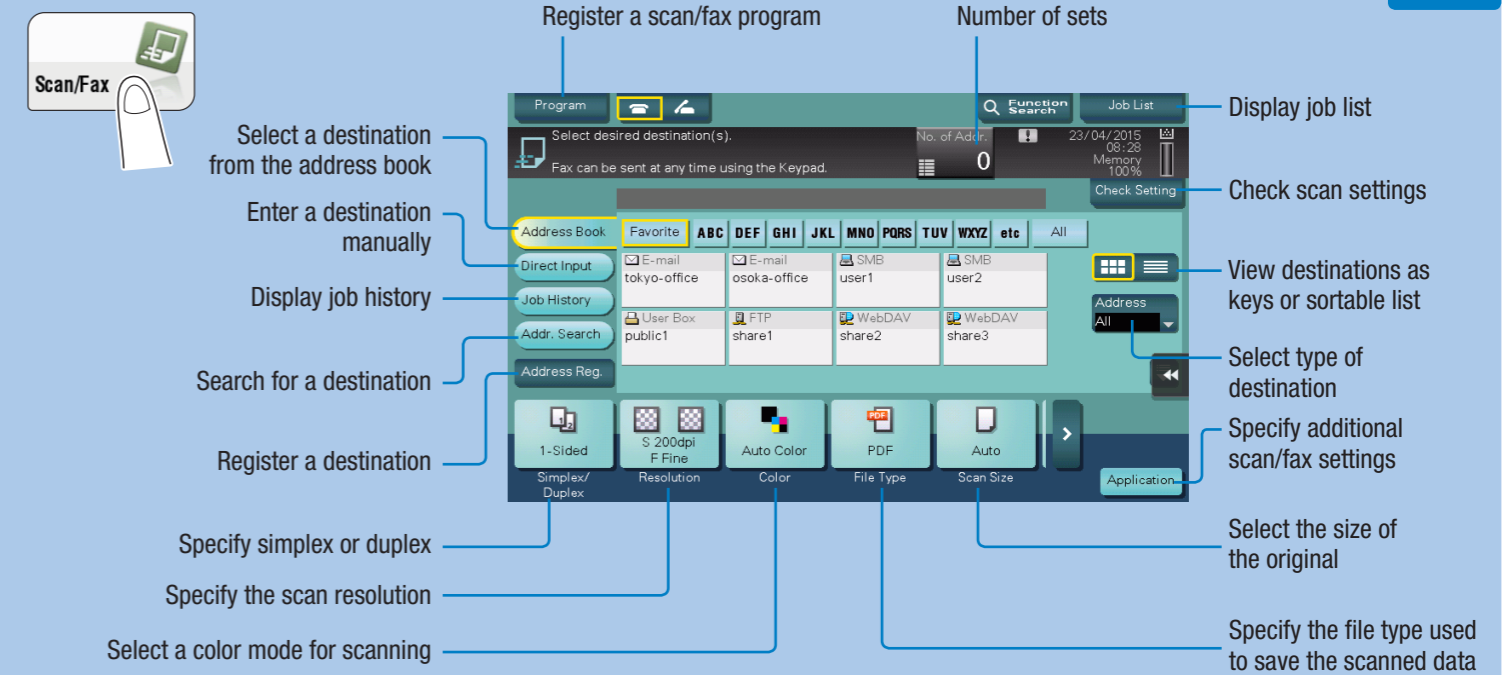 Register a scan/fax program
Number of sets
Scan/Fax
Select a destination
from the address book
Enter a destination
manually
Display job history
Search for a destination
Register a destination
Specify simplex or duplex
Specify the scan resolution
Select a color mode for scanning
Program
Function
Search
Job List
Select desired destination(s).
Fax can be sent at any time using the Keypad.
No. of Addr.
0
23/04/2015
08:28
Memory
100%
Check Setting
Address Book
Favorite ABC DEF GHI JKL MNO PQRS TUV WXYZ etc All
Direct Input
Job History
Addr. Search
Address Reg.
E-mail
tokyo-office
E-mail
osoka-office
SMB
user1
SMB
user2
User Box
public1
FTP
share1
WebDAV
share2
WebDAV
share3
Address
All
1 2
1-Sided
Simplex/
Duplex
S 200dpi
F Fine
Resolution
Auto Color
Color
PDF
PDF
File Type
Auto
Scan Size
Application
Display job list
Check scan settings
View destinations as
keys or sortable list
Select type of
destination
Specify additional
scan/fax settings
Select the size of
the original
Specify the file type used
to save the scanned data